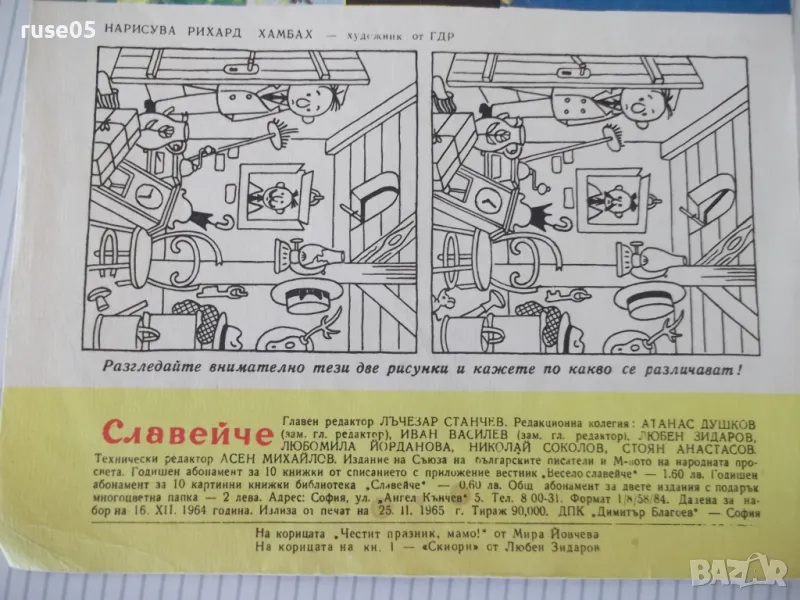 ruse05
НАРИСУВА РИХАРД ХАМБАХ — художник от ГДР
Разгледайте внимателно тези две рисунки и кажете по какво се различават!
Славейче
Главен редактор ЛЪЧЕЗАР СТАНЧЕВ. Редакционна колегия: АТАНАС ДУШКОВ
(зам. гл. редактор), ИВАН ВАСИЛЕВ (зам. гл. редактор), ЛЮБЕН ЗИДАРОВ,
ЛЮБОМИЛА ЙОРДАНОВА, НИКОЛАЙ СОКОЛОВ, СТОЯН АНАСТАСОВ.
Технически редактор АСЕН МИХАЙЛОВ. Издание на Съюза на българските писатели и М-вото на народната про-
света. Годишен абонамент за 10 книжки от списанието с приложение вестник „Весело славейче" — 1.60 лв. Годишен
абонамент за 10 картинни книжки библиотека „Славейче" — 0.60 лв. Общ абонамент за двете издания с подарък
многоцветна папка — 2 лева. Адрес: София, ул. „Ангел Кънчев" 5. Тел. 8 00-31. Формат 1/8/58/84. Дадена за на-
бор на 16. XII. 1964 година. Излиза от печат на 25. II. 1965 г. Тираж 90,000. ДПК „Димитър Благоев" — София
На корицата „Честит празник, мамо!" от Мира Йовчева
На корицата на кн. 1 — «Скиори» от Любен Зидаров
BAZAR